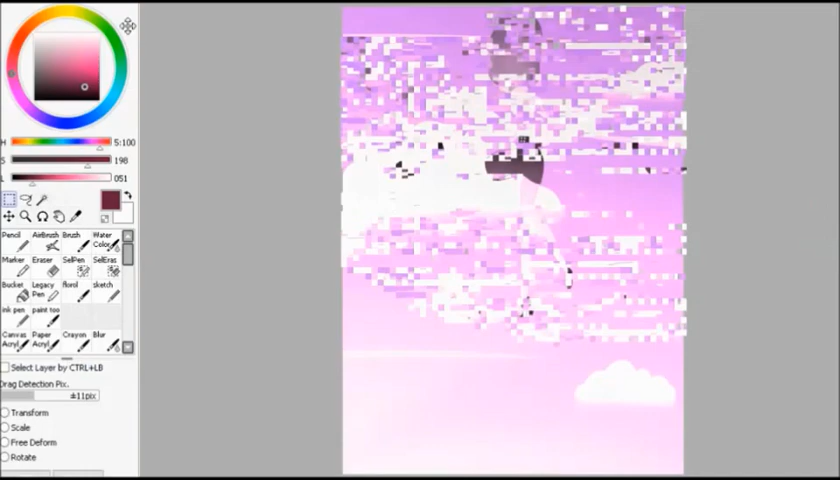 H 5:100
S 198
L 051
Pencil AirBrush Brush Water Color
Marker Eraser SelPen SelEras
Bucket Legacy Pen florol sketch
ink pen paint too
Canvas Acryl Paper Acryl Crayon Blur
Select Layer by CTRL+LB
Drag Detection Pix.
±11pix
Transform
Scale
Free Deform
Rotate